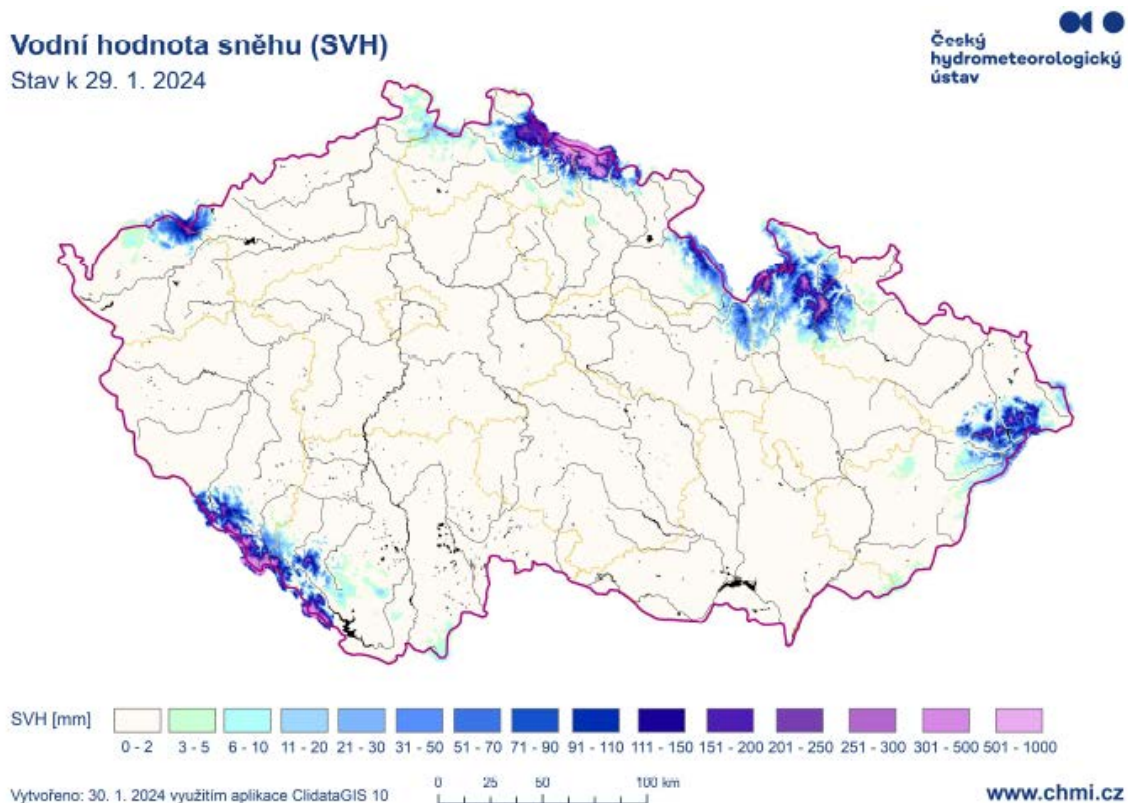 Vodní hodnota sněhu (SVH)
Stav k 29. 1. 2024
Český
hydrometeorologický
ústav
SVH [mm]
0 - 2
3 - 5
6 - 10
11 - 20
21 - 30
31 - 50
51 - 70
71 - 90
91 - 110
111 - 150
151 - 200
201 - 250
251 - 300
301 - 500
501 - 1000
0 25 50 100 km
Vytvořeno: 30. 1. 2024 využitím aplikace ClidataGIS 10
www.chmi.cz